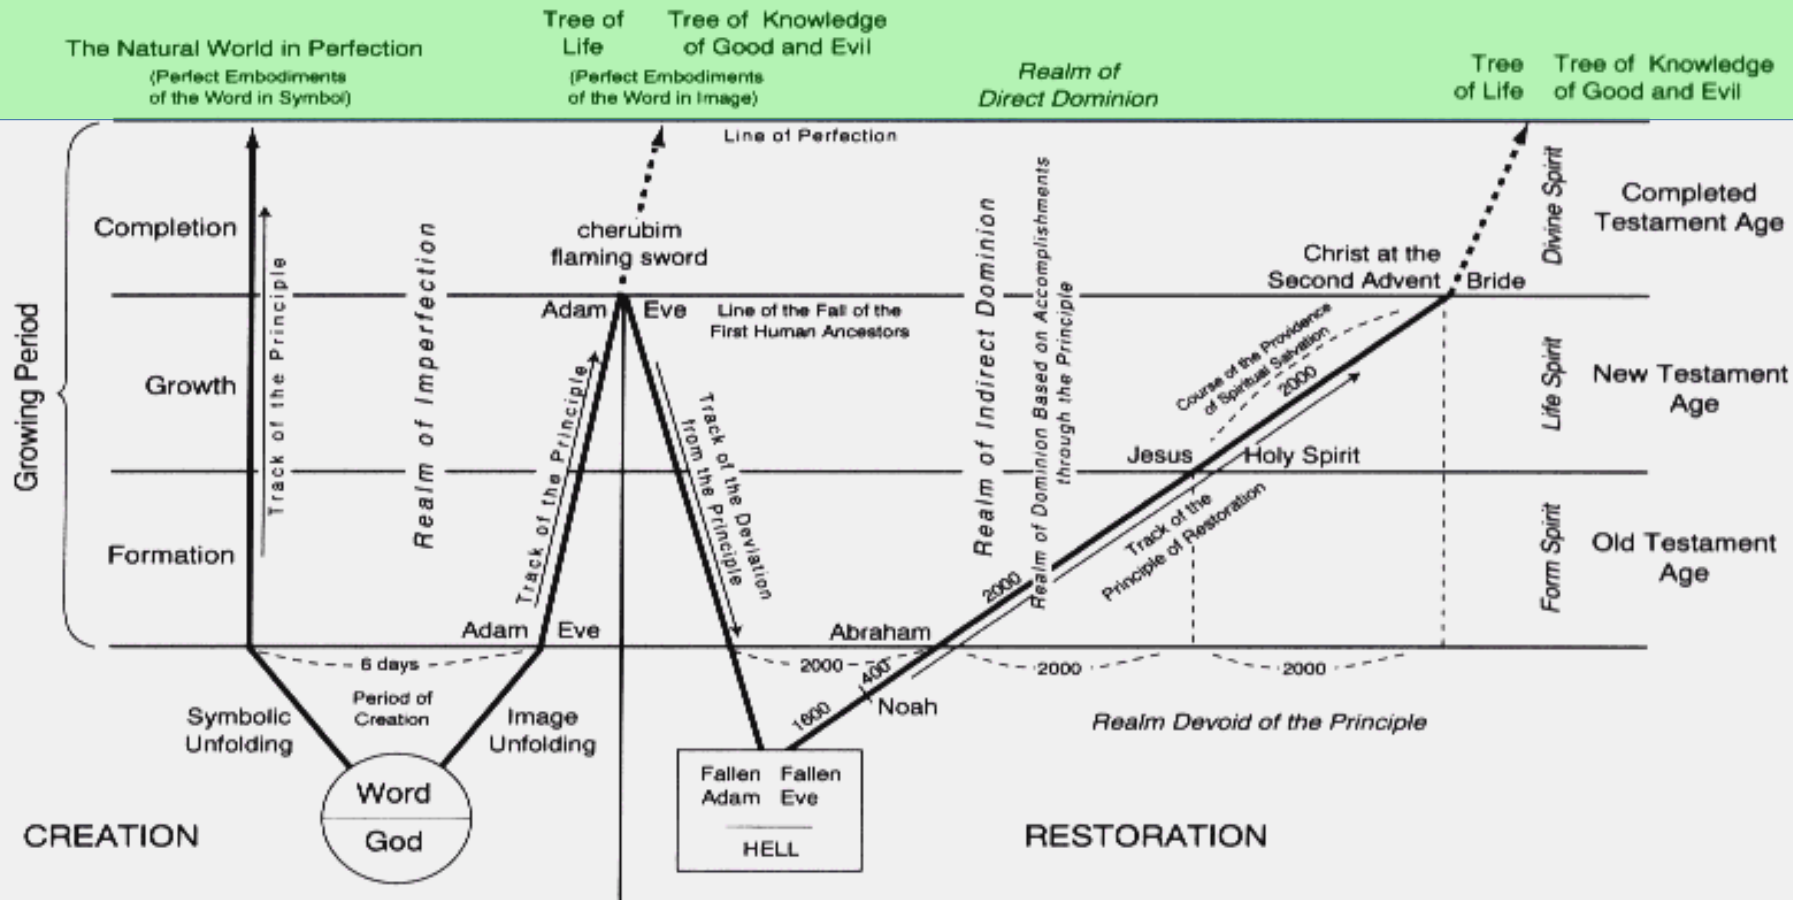 The Natural World in Perfection
(Perfect Embodiments
of the Word in Symbol)
Tree of
Life
Tree of Knowledge
of Good and Evil
(Perfect Embodiments
of the Word in Image)
Realm of
Direct Dominion
Tree
of Life
Tree of Knowledge
of Good and Evil
Line of Perfection
Growing Period
Completion
Growth
Formation
Track of the Principle
Realm of Imperfection
cherubim
flaming sword
Adam
Eve
Line of the Fall of the
First Human Ancestors
Track of the Principle
Track of the Deviation
from the Principle
Realm of Indirect Dominion
Realm of Dominion Based on Accomplishments
through the Principle
Christ at the
Second Advent
Bride
Course of the Providence
of Spiritual Salvation
2000
Jesus
Holy Spirit
Track of the
Principle of Restoration
2000
Divine Spirit
Life Spirit
Form Spirit
Completed
Testament Age
New Testament
Age
Old Testament
Age
Adam
Eve
Abraham
6 days
2000
400
2000
2000
Period of
Creation
Symbolic
Unfolding
Image
Unfolding
1600
Noah
Realm Devoid of the Principle
Word
God
Fallen
Adam
Fallen
Eve
HELL
CREATION
RESTORATION